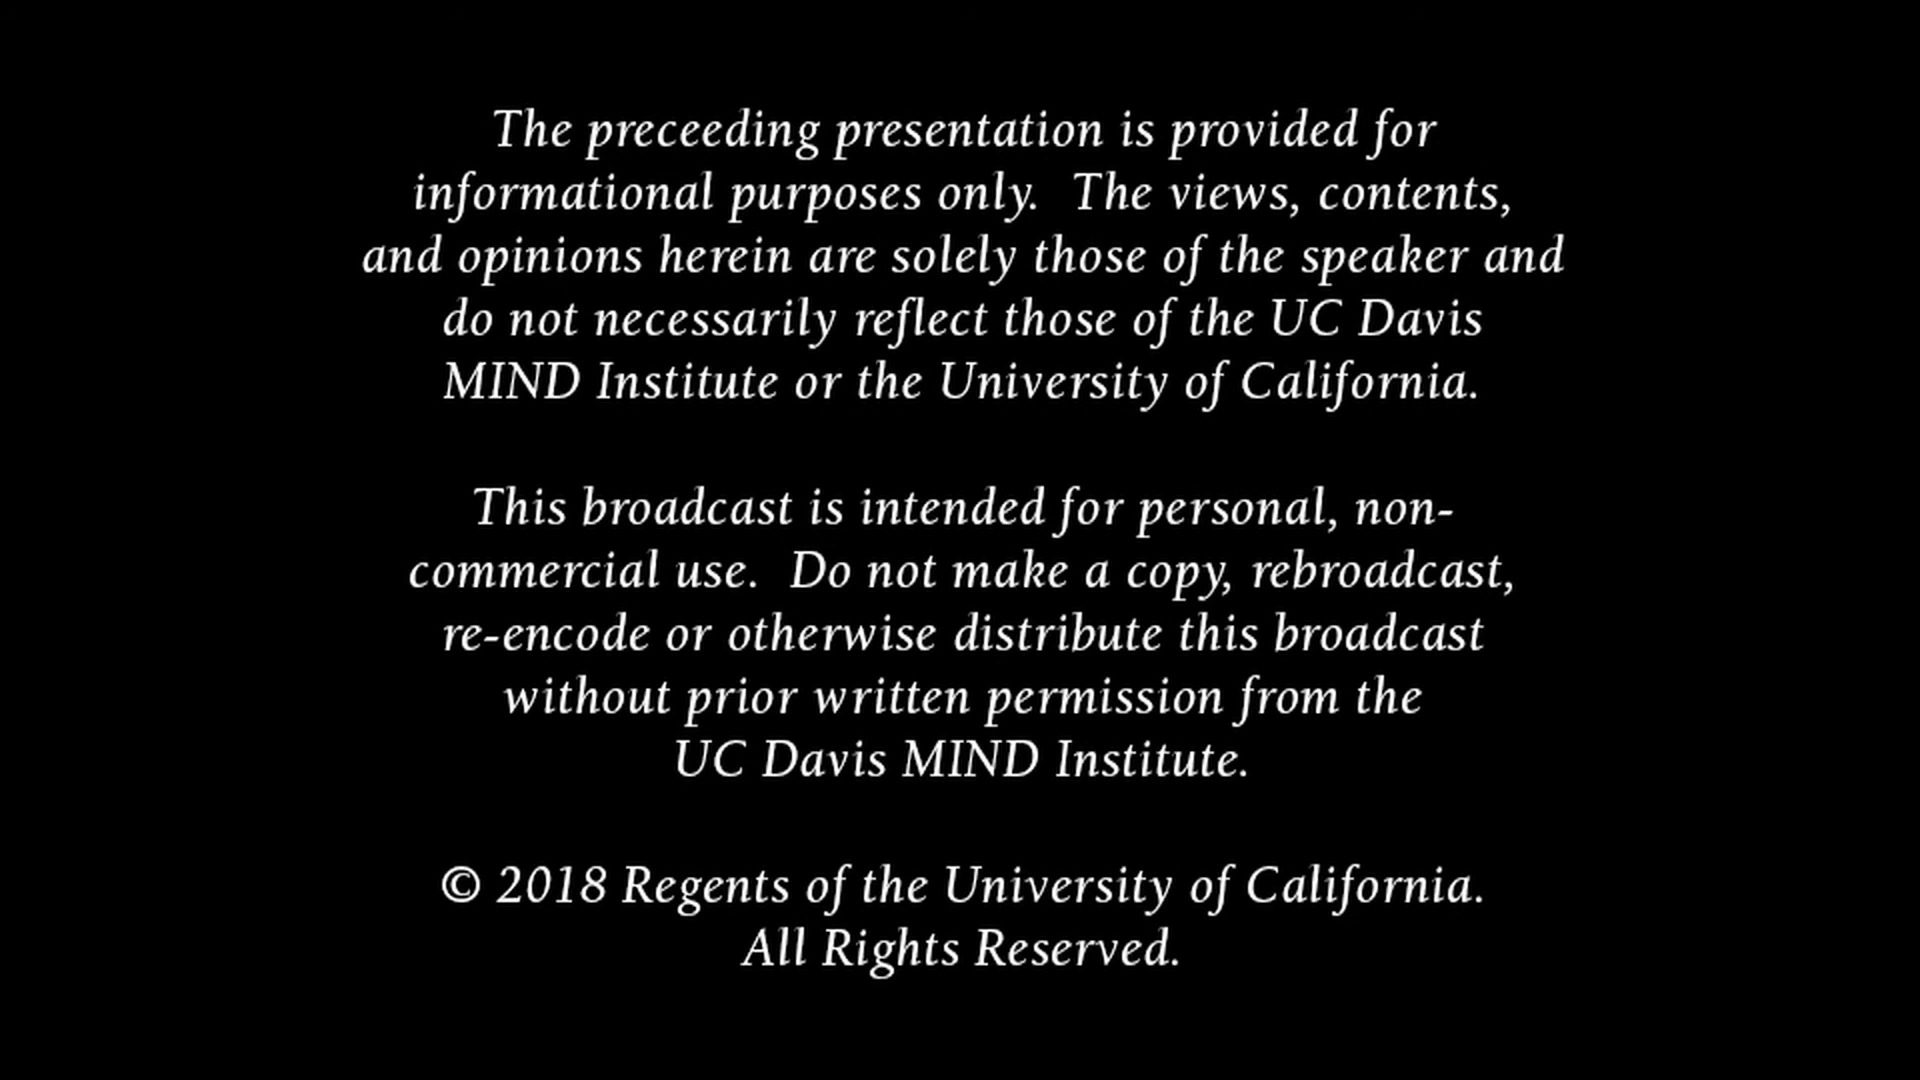 The preceeding presentation is provided for
informational purposes only.  The views, contents,
and opinions herein are solely those of the speaker and
do not necessarily reflect those of the UC Davis
MIND Institute or the University of California.
This broadcast is intended for personal, non-
commercial use.  Do not make a copy, rebroadcast,
re-encode or otherwise distribute this broadcast
without prior written permission from the
UC Davis MIND Institute.
© 2018 Regents of the University of California.
All Rights Reserved.